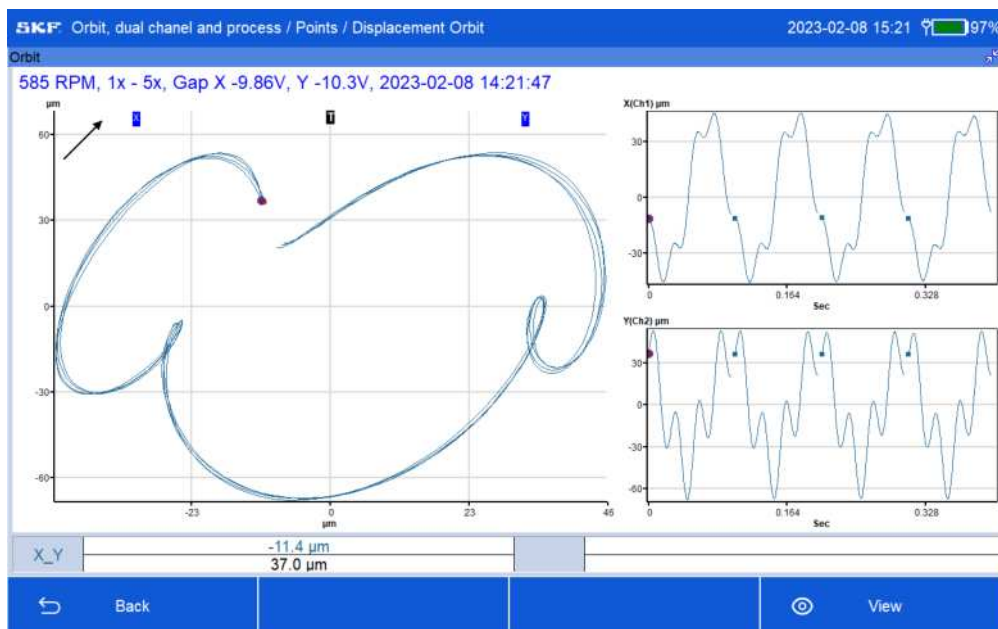 SKF Orbit, dual chanel and process / Points / Displacement Orbit 2023-02-08 15:21 97%
Orbit
585 RPM, 1x - 5x, Gap X -9.86V, Y -10.3V, 2023-02-08 14:21:47
µm
X
T
Y
60
30
0
-30
-60
-23
0
23
45
µm
X(Ch1) µm
30
0
-30
0
0.164
0.328
Sec
Y(Ch2) µm
30
0
-30
-60
0
0.164
0.328
Sec
X_Y
-11.4 µm
37.0 µm
Back
View